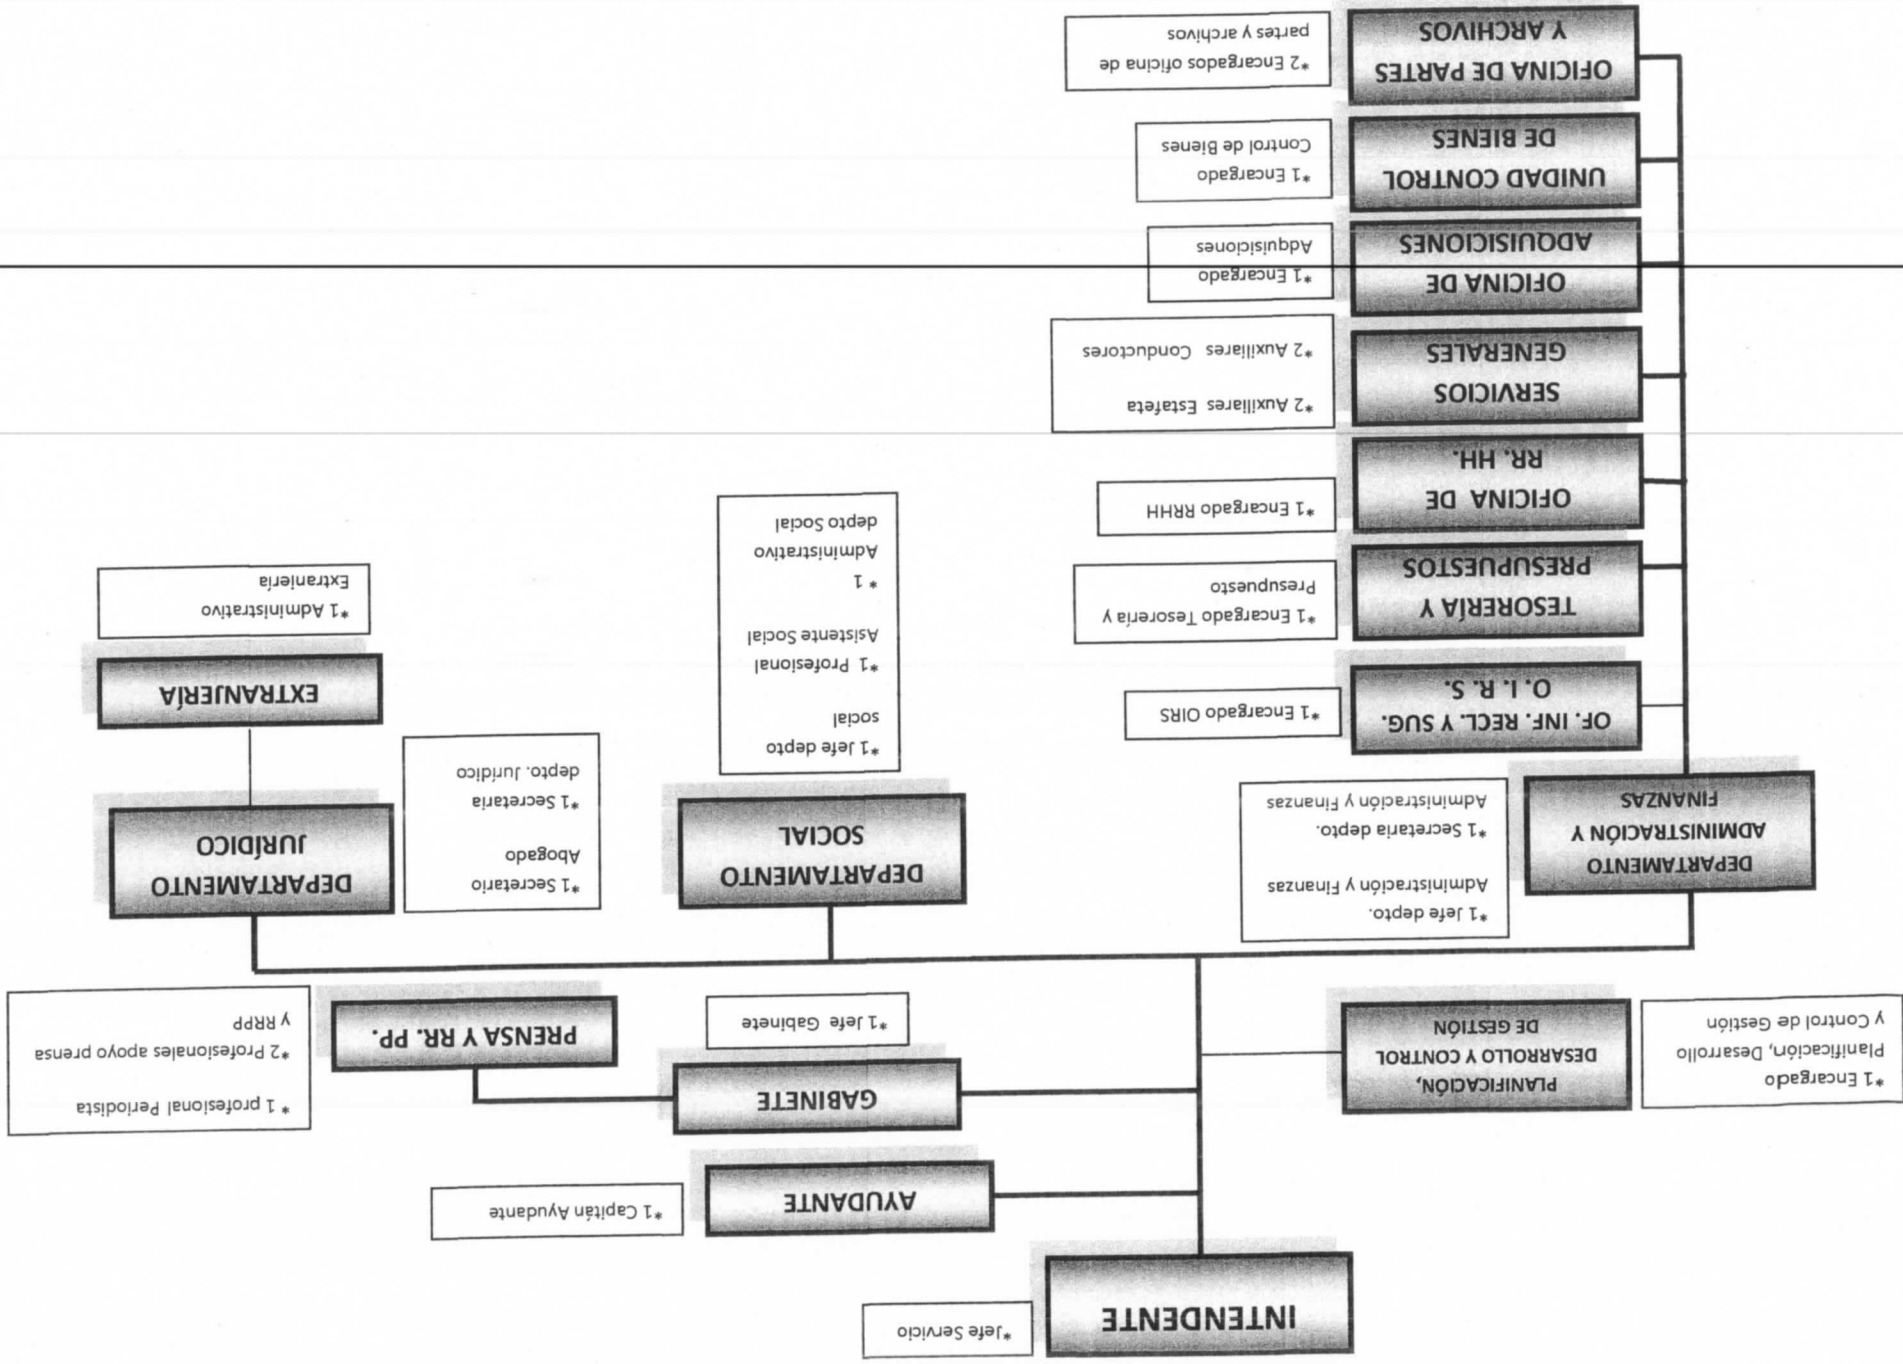 INTENDENTE
*Jefe Servicio
AYUDANTE
*1 Capitán Ayudante
GABINETE
*1 Jefe Gabinete
PRENSA Y RR. PP.
* 1 profesional Periodista
*2 Profesionales apoyo prensa
y RRPP
*1 Encargado
Planificación, Desarrollo
y Control de Gestión
PLANIFICACIÓN,
DESARROLLO Y CONTROL
DE GESTIÓN
DEPARTAMENTO
ADMINISTRACIÓN Y
FINANZAS
*1 Jefe depto.
Administración y Finanzas
*1 Secretaria depto.
Administración y Finanzas
DEPARTAMENTO
SOCIAL
*1 Jefe depto
social
*1 Profesional
Asistente Social
* 1
Administrativo
depto Social
DEPARTAMENTO
JURÍDICO
*1 Secretario
Abogado
*1 Secretaria
depto. Jurídico
EXTRANJERÍA
*1 Administrativo
Extranjería
OF. INF. RECL. Y SUG.
O. I. R. S.
*1 Encargado OIRS
TESORERÍA Y
PRESUPUESTOS
*1 Encargado Tesorería y
Presupuesto
OFICINA DE
RR. HH.
*1 Encargado RRHH
SERVICIOS
GENERALES
*2 Auxiliares Estafeta
*2 Auxiliares Conductores
OFICINA DE
ADQUISICIONES
*1 Encargado
Adquisiciones
UNIDAD CONTROL
DE BIENES
*1 Encargado
Control de Bienes
OFICINA DE PARTES
Y ARCHIVOS
*2 Encargados oficina de
partes y archivos